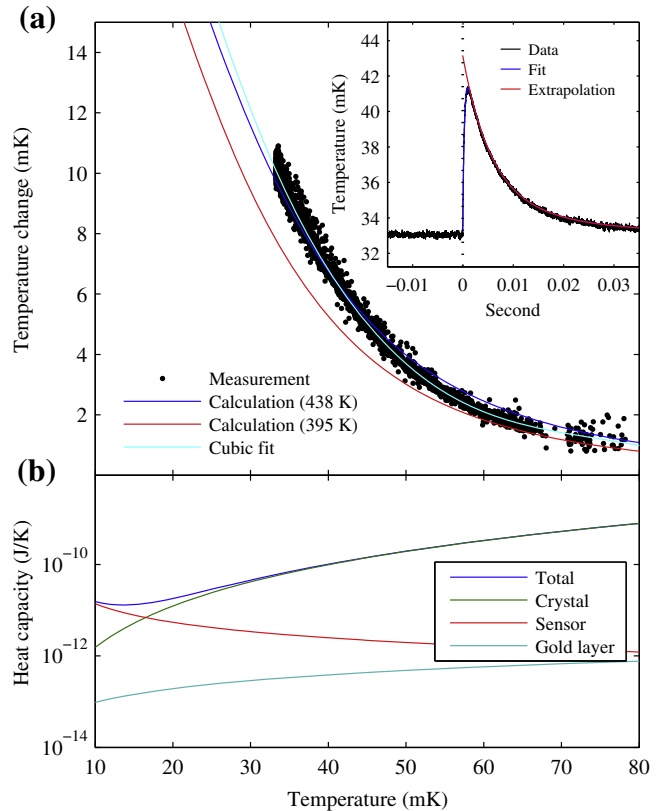 (a)
14
12
10
8
6
4
2
Temperature change (mK)
Measurement
Calculation (438 K)
Calculation (395 K)
Cubic fit
44
42
40
38
36
34
32
Temperature (mK)
Data
Fit
Extrapolation
−0.01 0 0.01 0.02 0.03
Second
(b)
10⁻¹⁰
10⁻¹²
10⁻¹⁴
Heat capacity (J/K)
Total
Crystal
Sensor
Gold layer
10 20 30 40 50 60 70 80
Temperature (mK)